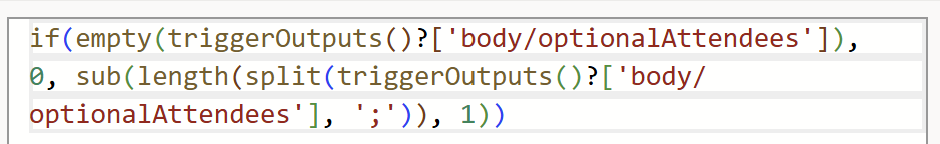 if(empty(triggerOutputs()?['body/optionalAttendees']),
0, sub(length(split(triggerOutputs()?['body/
optionalAttendees'], ';')), 1))